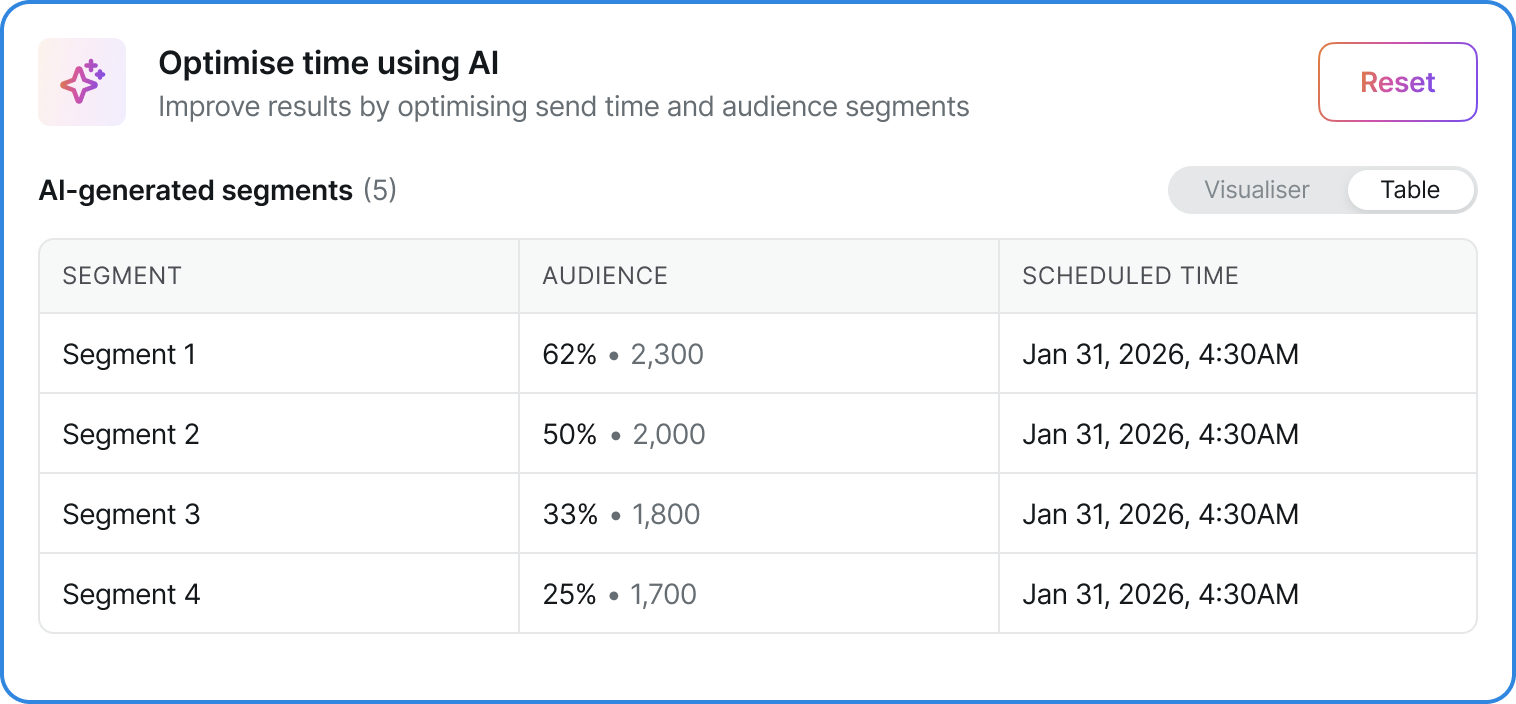 Optimise time using AI
Improve results by optimising send time and audience segments
Reset
AI-generated segments (5)
Visualiser Table
SEGMENT AUDIENCE SCHEDULED TIME
Segment 1 62% • 2,300 Jan 31, 2026, 4:30AM
Segment 2 50% • 2,000 Jan 31, 2026, 4:30AM
Segment 3 33% • 1,800 Jan 31, 2026, 4:30AM
Segment 4 25% • 1,700 Jan 31, 2026, 4:30AM